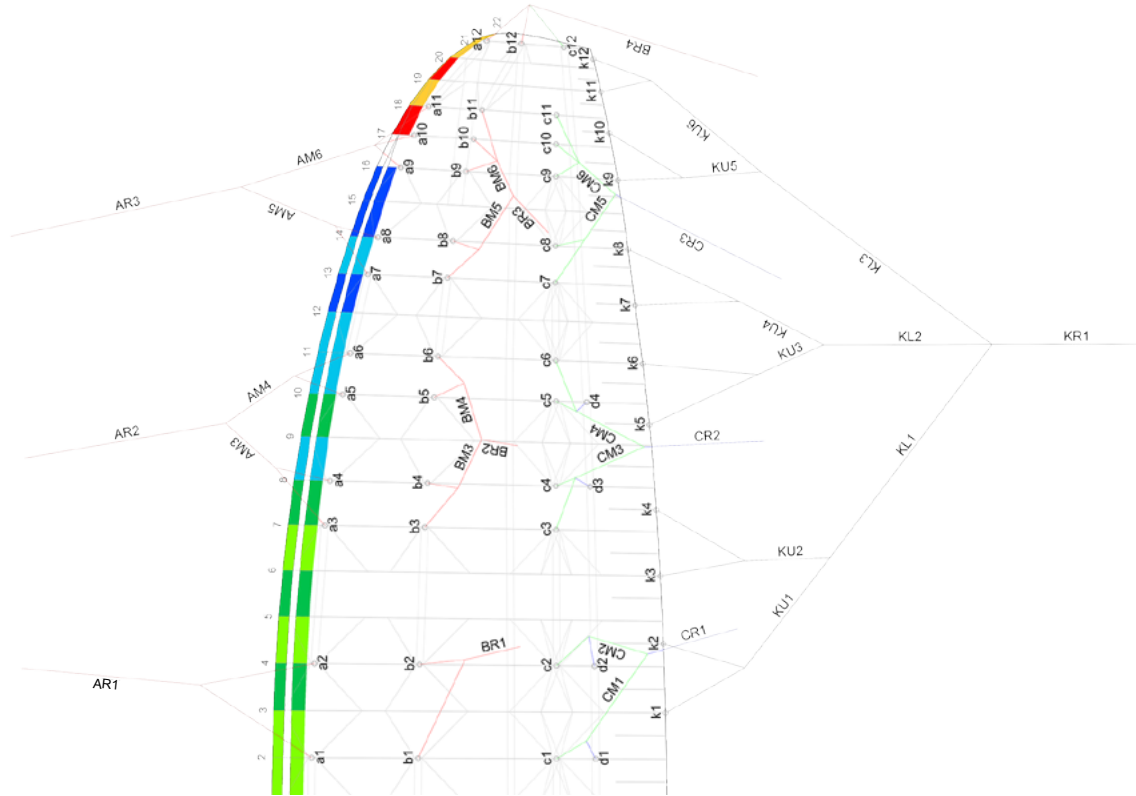 22
21
a12
b12
c12
k12
BR4
20
19
a11
b11
c11
k11
18
a10
b10
c10
k10
KU6
17
AM6
16
a9
b9
BM6
c9
CM6
k9
KU5
AR3
AM5
15
BM5
BR3
CM5
14
a8
b8
c8
k8
CR3
KL3
13
a7
b7
c7
k7
12
KU4
KL2
KR1
11
a6
b6
c6
k6
KU3
AM4
10
a5
b5
BM4
c5
d4
k5
AR2
AM3
9
BM3
BR2
CM4
CM3
CR2
KL1
8
a4
b4
c4
d3
k4
7
a3
b3
c3
6
k3
KU2
5
KU1
4
a2
b2
BR1
c2
d2
CM2
k2
CR1
AR1
3
CM1
k1
2
a1
b1
c1
d1